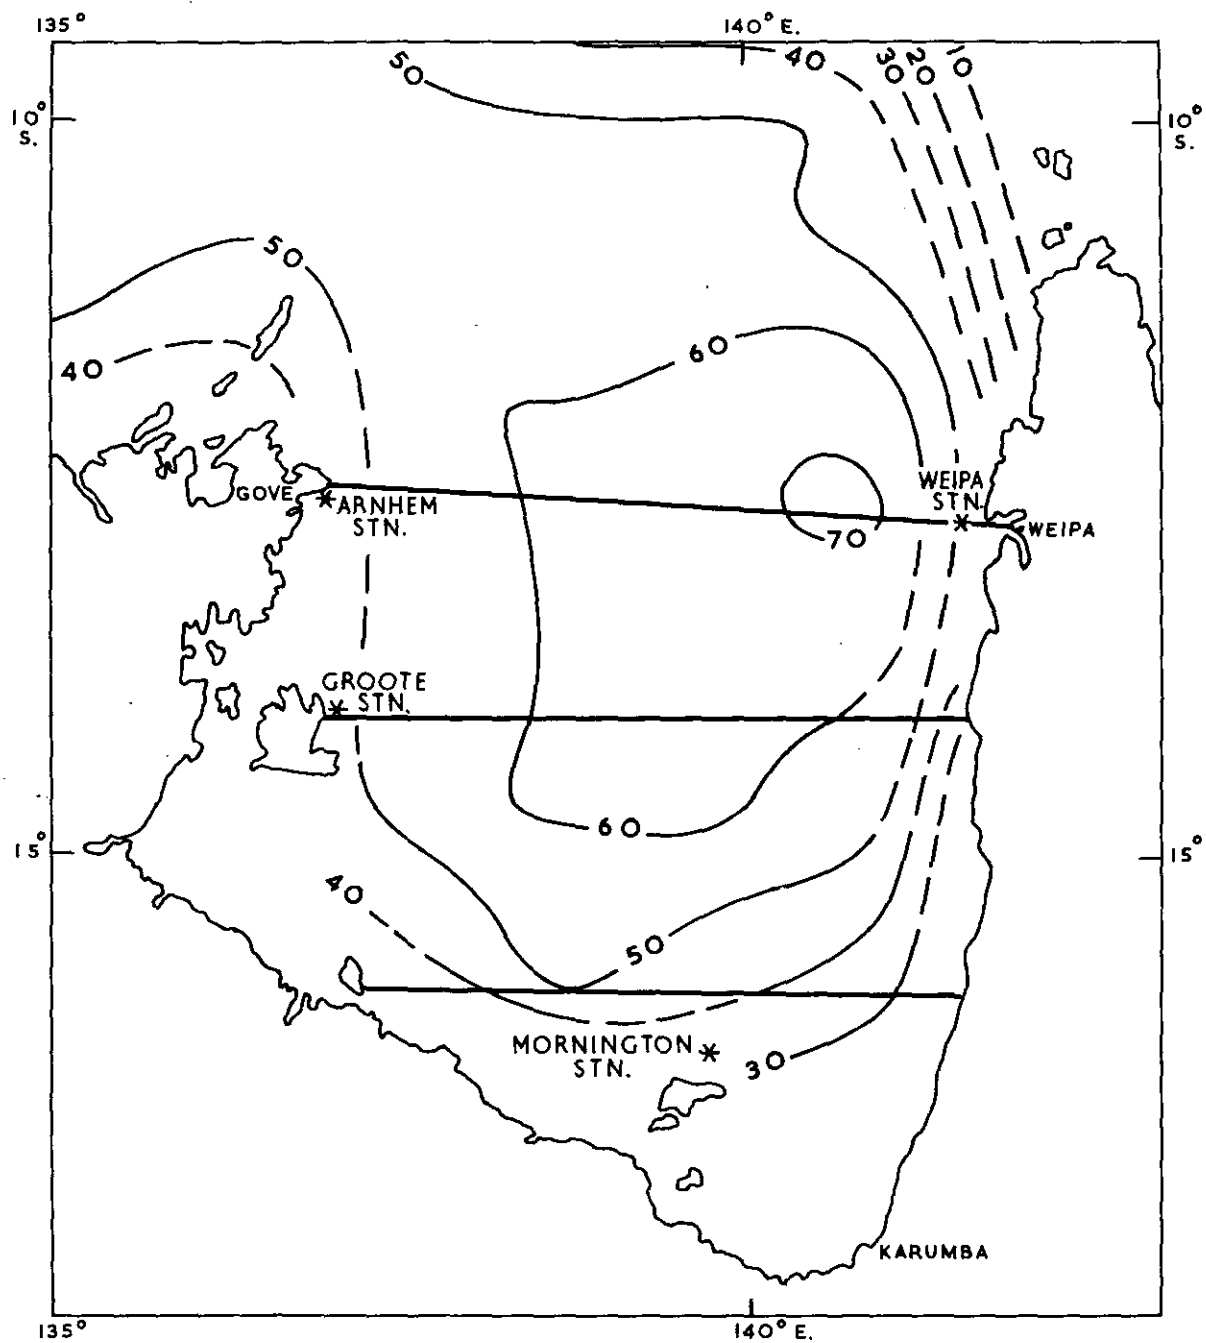 135°
140° E.
50
40
30
20
10
10°
S.
10°
S.
50
40
60
GOVE
ARNHEM
STN.
WEIPA
STN.
WEIPA
70
GROOTE
STN.
60
15°
15°
40
50
MORNINGTON
STN.
30
KARUMBA
135°
140° E.